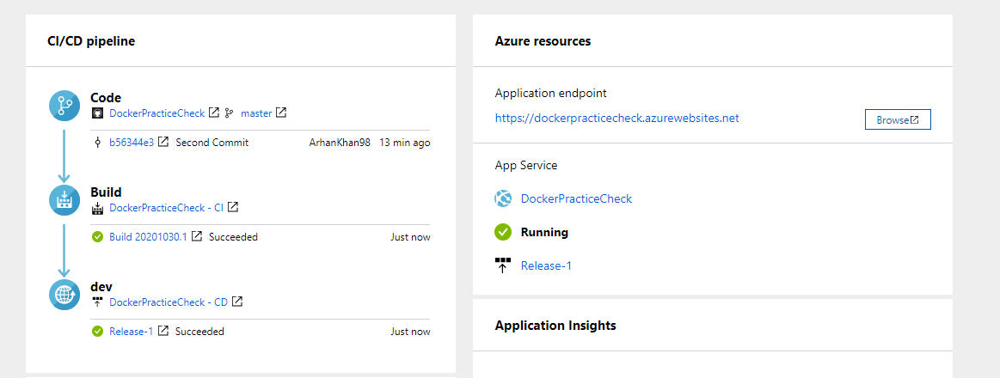 CI/CD pipeline
Code
DockerPracticeCheck master
b56344e3 Second Commit ArhanKhan98 13 min ago
Build
DockerPracticeCheck - CI
Build 20201030.1 Succeeded Just now
dev
DockerPracticeCheck - CD
Release-1 Succeeded Just now
Azure resources
Application endpoint
https://dockerpracticecheck.azurewebsites.net
Browse
App Service
DockerPracticeCheck
Running
Release-1
Application Insights